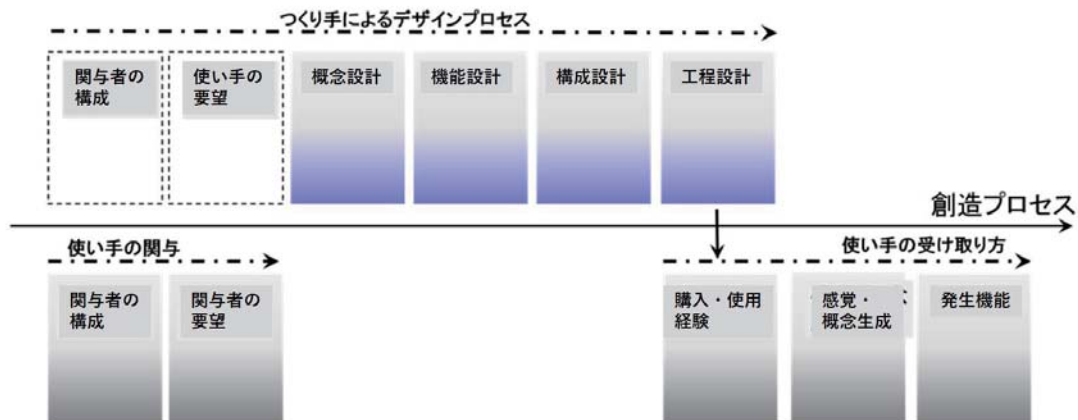 つくり手によるデザインプロセス
関与者の
構成
使い手の
要望
概念設計
機能設計
構成設計
工程設計
創造プロセス
使い手の関与
使い手の受け取り方
関与者の
構成
関与者の
要望
購入・使用
経験
感覚・
概念生成
発生機能